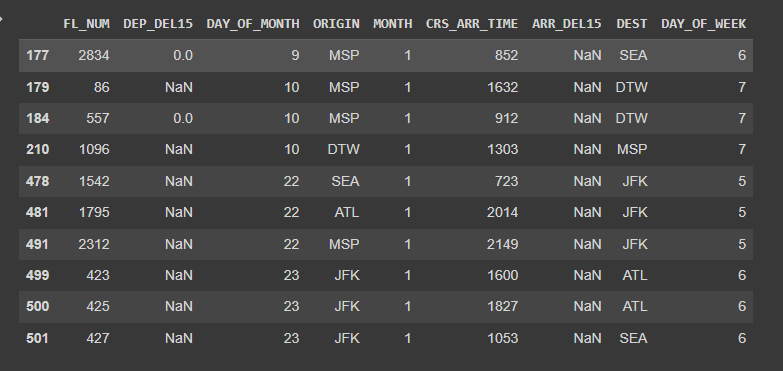 FL_NUM DEP_DEL15 DAY_OF_MONTH ORIGIN MONTH CRS_ARR_TIME ARR_DEL15 DEST DAY_OF_WEEK
177 2834 0.0 9 MSP 1 852 NaN SEA 6
179 86 NaN 10 MSP 1 1632 NaN DTW 7
184 557 0.0 10 MSP 1 912 NaN DTW 7
210 1096 NaN 10 DTW 1 1303 NaN MSP 7
478 1542 NaN 22 SEA 1 723 NaN JFK 5
481 1795 NaN 22 ATL 1 2014 NaN JFK 5
491 2312 NaN 22 MSP 1 2149 NaN JFK 5
499 423 NaN 23 JFK 1 1600 NaN ATL 6
500 425 NaN 23 JFK 1 1827 NaN ATL 6
501 427 NaN 23 JFK 1 1053 NaN SEA 6